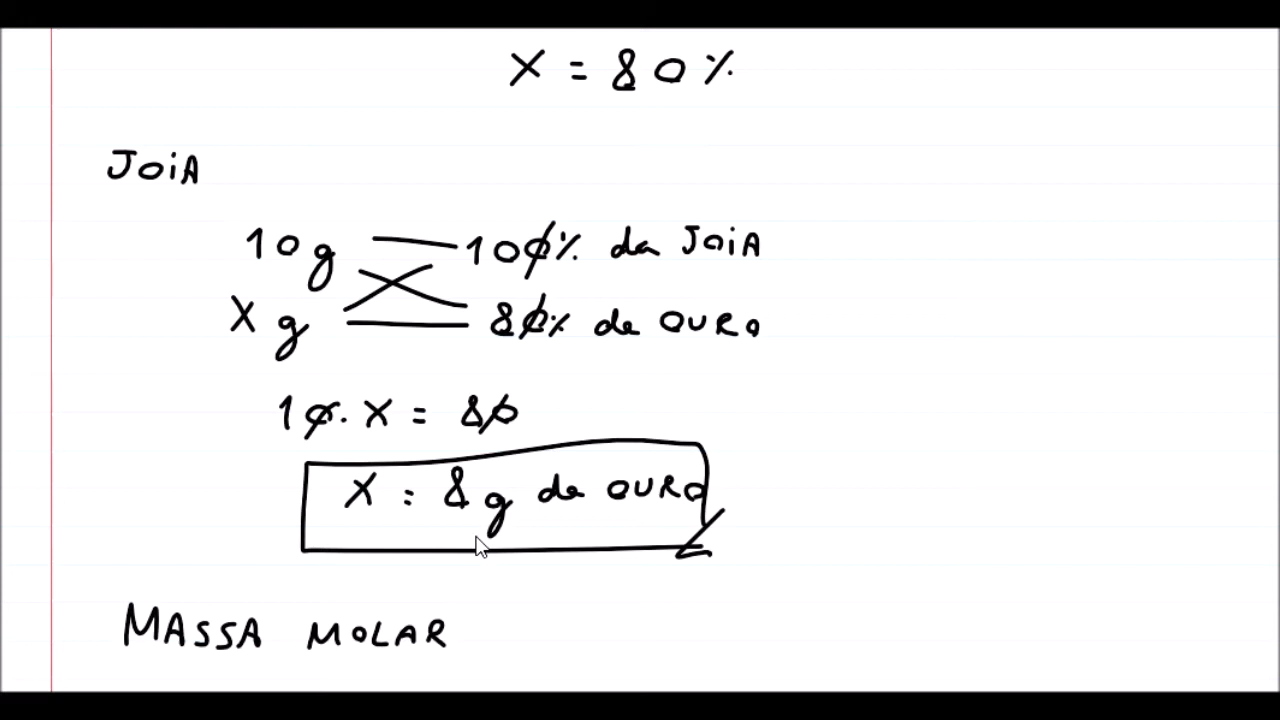 X = 80%
JOIA
10g 100% da JOIA
X g 80% de OURO
10. X = 80
X = 8g de OURO
MASSA MOLAR